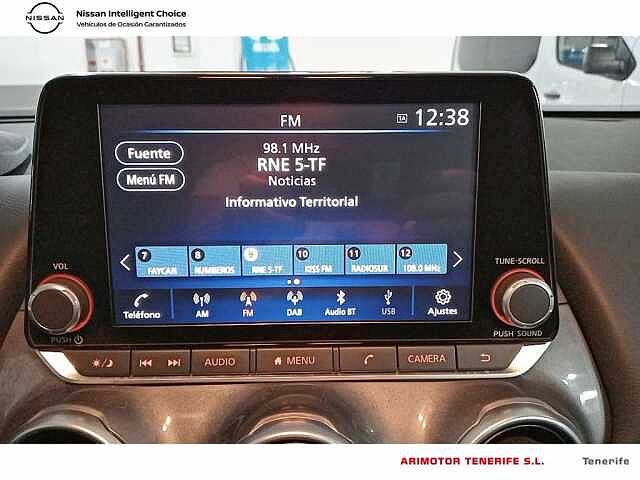 NISSAN
Nissan Intelligent Choice
Vehículos de Ocasión Garantizados
FM
TA
12:38
Fuente
Menú FM
98.1 MHz
RNE 5-TF
Noticias
Informativo Territorial
7 FAYCAN
8 RUMBEROS
9 RNE 5-TF
10 KISS FM
11 RADIOSUR
12 108.0 MHz
Teléfono
AM
FM
DAB
Audio BT
USB
Ajustes
VOL
PUSH
TUNE-SCROLL
PUSH SOUND
AUDIO
MENU
CAMERA
ARIMOTOR TENERIFE S.L.
Tenerife